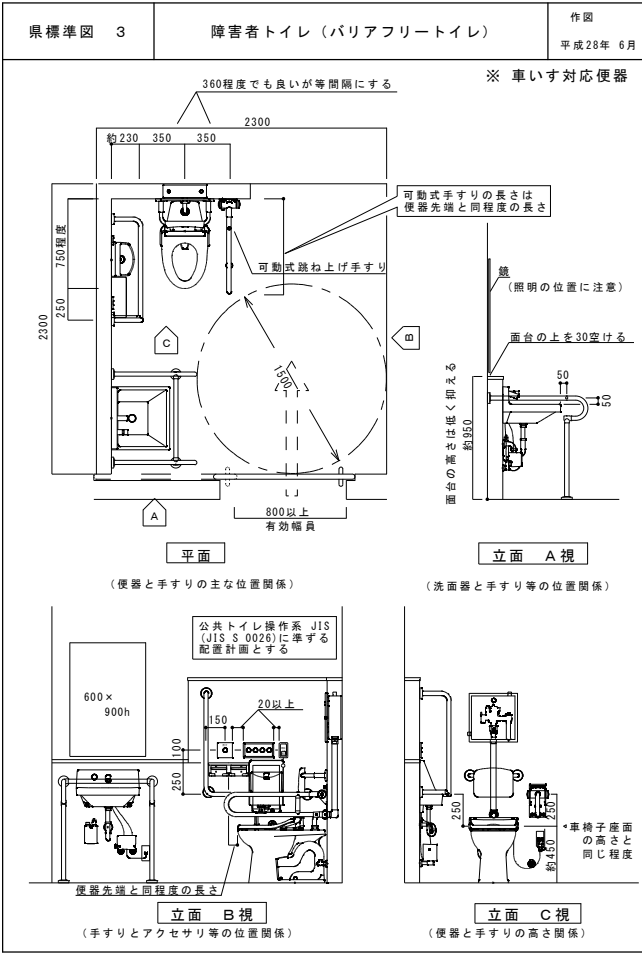 県標準図　3
障害者トイレ（バリアフリートイレ）
作図
平成28年 6月
※ 車いす対応便器
360程度でも良いが等間隔にする
2300
約230
350
350
可動式手すりの長さは
便器先端と同程度の長さ
可動式跳ね上げ手すり
750程度
250
2300
C
B
1500
A
800以上
有効幅員
平面
(便器と手すりの主な位置関係)
鏡
(照明の位置に注意)
面台の上を30空ける
50
50
面台の高さは低く抑える
約950
立面　A視
(洗面器と手すり等の位置関係)
公共トイレ操作系 JIS
(JIS S 0026)に準ずる
配置計画とする
600×
900h
150
20以上
100
250
便器先端と同程度の長さ
立面　B視
(手すりとアクセサリ等の位置関係)
250
250
車椅子座面
の高さと
同じ程度
約450
立面　C視
(便器と手すりの高さ関係)